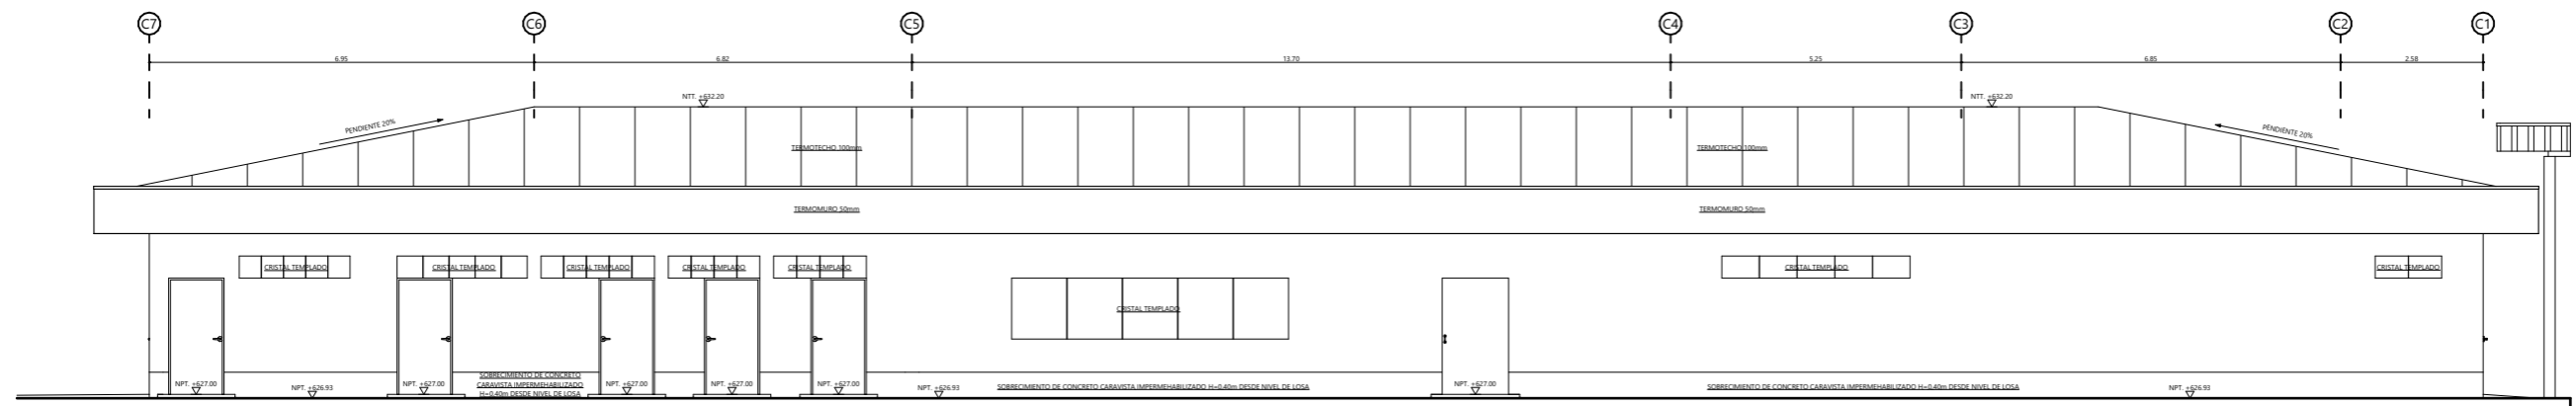 C7 C6 C5 C4 C3 C2 C1
6.95 6.82 13.70 5.25 6.85 2.58
NTT. +632.20 NTT. +632.20
PENDIENTE 20% PENDIENTE 20%
TERMOTECHO 100mm TERMOTECHO 100mm
TERMOMURO 50mm TERMOMURO 50mm
CRISTAL TEMPLADO CRISTAL TEMPLADO CRISTAL TEMPLADO CRISTAL TEMPLADO CRISTAL TEMPLADO CRISTAL TEMPLADO CRISTAL TEMPLADO
CRISTAL TEMPLADO
SOBRECIMIENTO DE CONCRETO
CARAVISTA IMPERMEHABILIZADO
H=0.40m DESDE NIVEL DE LOSA
NPT. +627.00 NPT. +627.00 NPT. +627.00 NPT. +627.00 NPT. +627.00 NPT. +627.00
NPT. +626.93 NPT. +626.93 SOBRECIMIENTO DE CONCRETO CARAVISTA IMPERMEHABILIZADO H=0.40m DESDE NIVEL DE LOSA SOBRECIMIENTO DE CONCRETO CARAVISTA IMPERMEHABILIZADO H=0.40m DESDE NIVEL DE LOSA NPT. +626.93